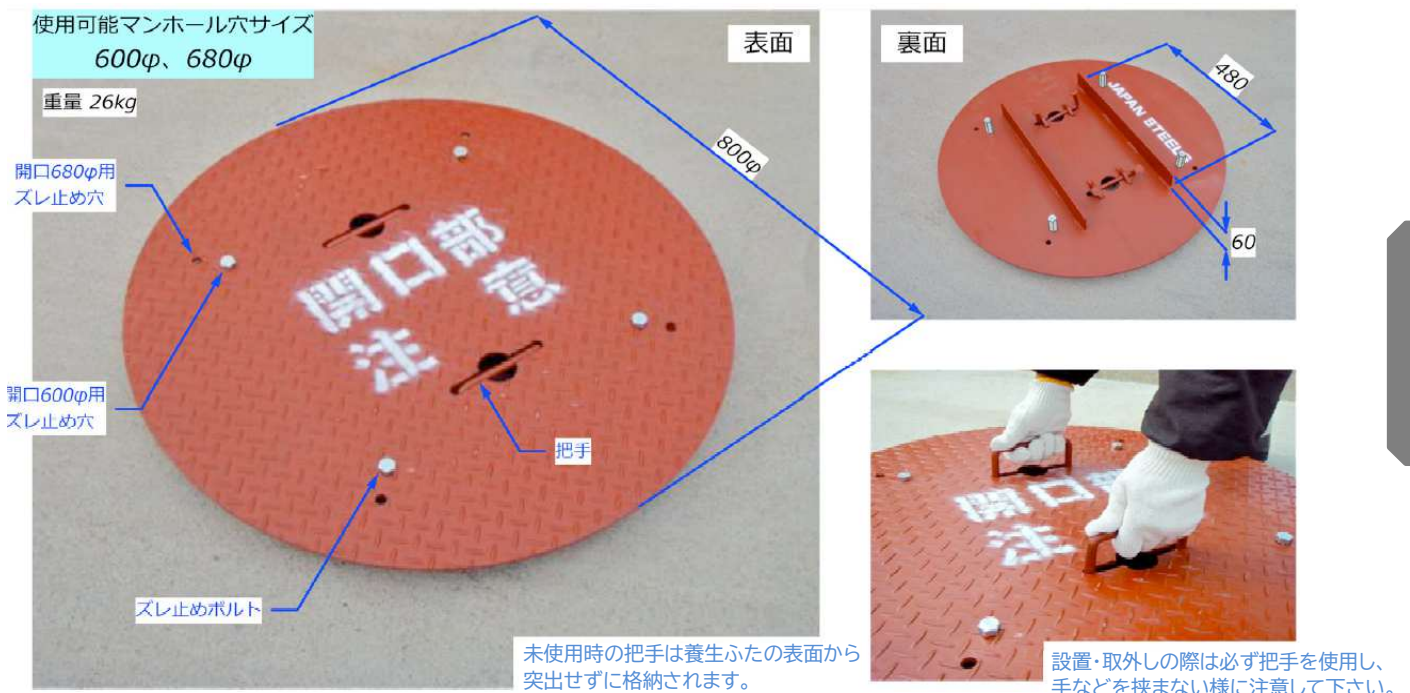 使用可能マンホール穴サイズ
600φ、680φ
重量 26kg
表面
800φ
開口680φ用
ズレ止め穴
開口部
注意
開口600φ用
ズレ止め穴
把手
ズレ止めボルト
未使用時の把手は養生ふたの表面から
突出せずに格納されます。
裏面
480
JAPAN STEELS
60
開口部
注
設置・取外しの際は必ず把手を使用し、
手などを挟まない様に注意して下さい。